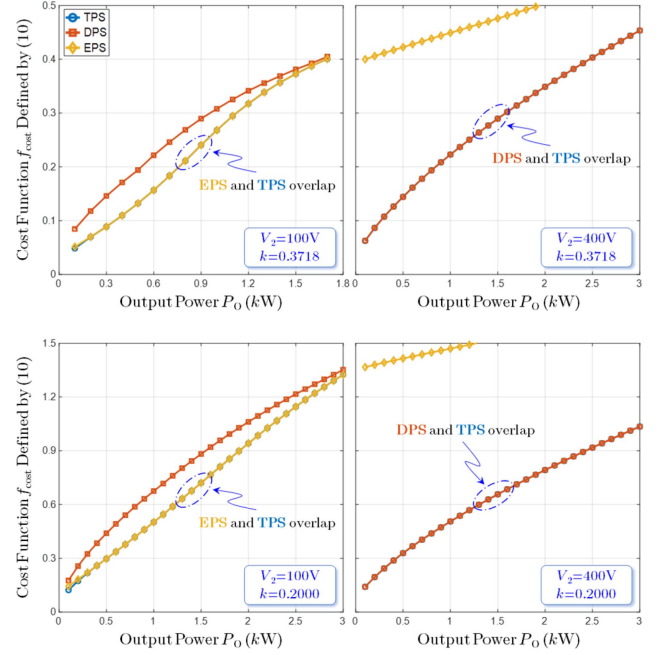 TPS
DPS
EPS
Cost Function f_cost Defined by (10)
0.5
0.4
0.3
0.2
0.1
0
EPS and TPS overlap
V₂=100V
k=0.3718
0 0.3 0.6 0.9 1.2 1.5 1.8
Output Power P_O (kW)
DPS and TPS overlap
V₂=400V
k=0.3718
0 0.5 1 1.5 2 2.5 3
Output Power P_O (kW)
Cost Function f_cost Defined by (10)
1.5
1.2
0.9
0.6
0.3
0
EPS and TPS overlap
V₂=100V
k=0.2000
0 0.5 1 1.5 2 2.5 3
Output Power P_O (kW)
DPS and TPS overlap
V₂=400V
k=0.2000
0 0.5 1 1.5 2 2.5 3
Output Power P_O (kW)